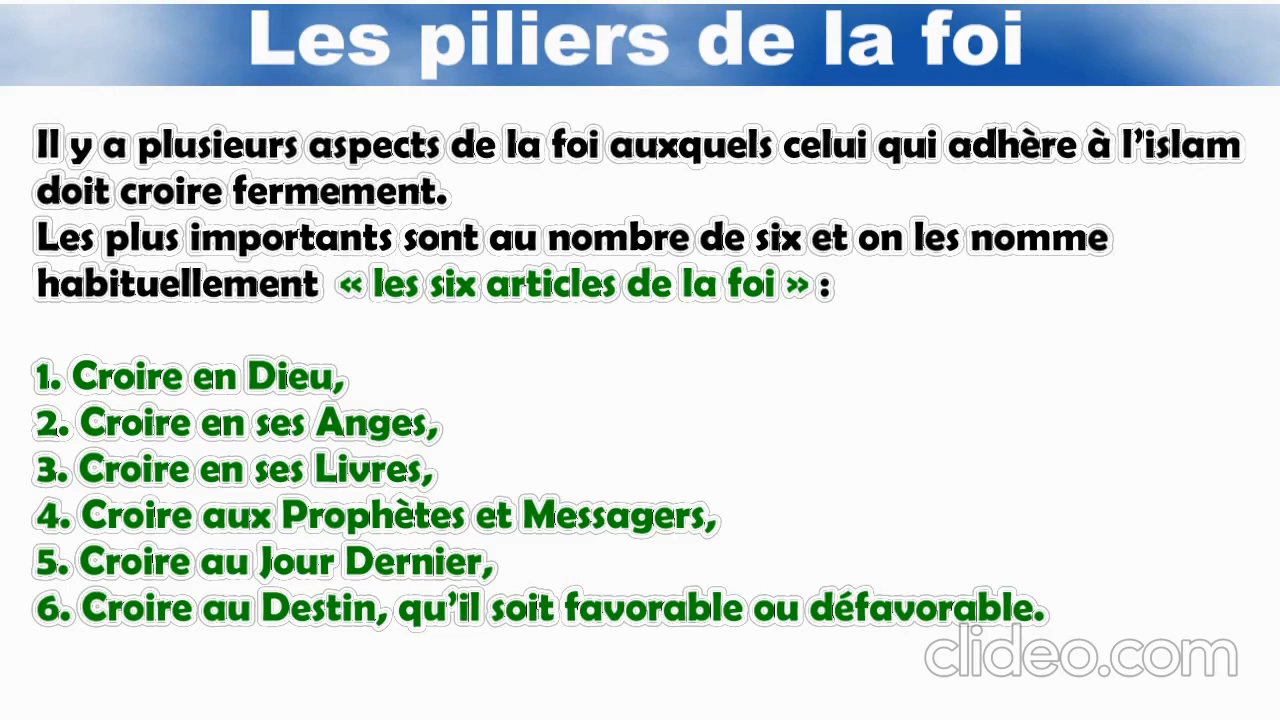 Les piliers de la foi
Il y a plusieurs aspects de la foi auxquels celui qui adhère à l’islam
doit croire fermement.
Les plus importants sont au nombre de six et on les nomme
habituellement « les six articles de la foi » :
1. Croire en Dieu,
2. Croire en ses Anges,
3. Croire en ses Livres,
4. Croire aux Prophètes et Messagers,
5. Croire au Jour Dernier,
6. Croire au Destin, qu’il soit favorable ou défavorable.
clideo.com